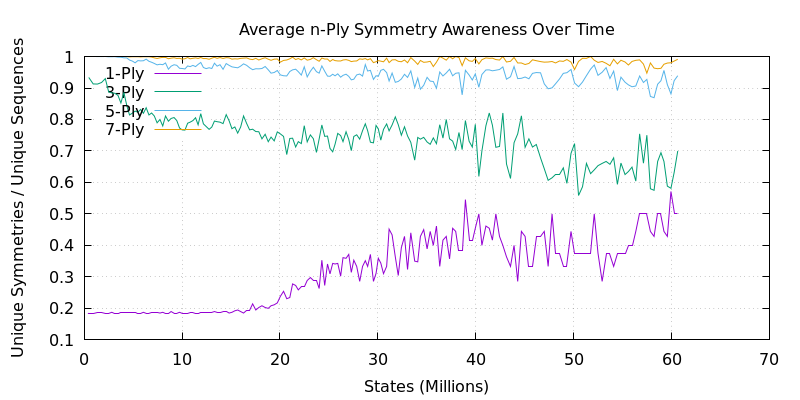 Average n-Ply Symmetry Awareness Over Time
Unique Symmetries / Unique Sequences
1
0.9
0.8
0.7
0.6
0.5
0.4
0.3
0.2
0.1
1-Ply
3-Ply
5-Ply
7-Ply
0 10 20 30 40 50 60 70
States (Millions)